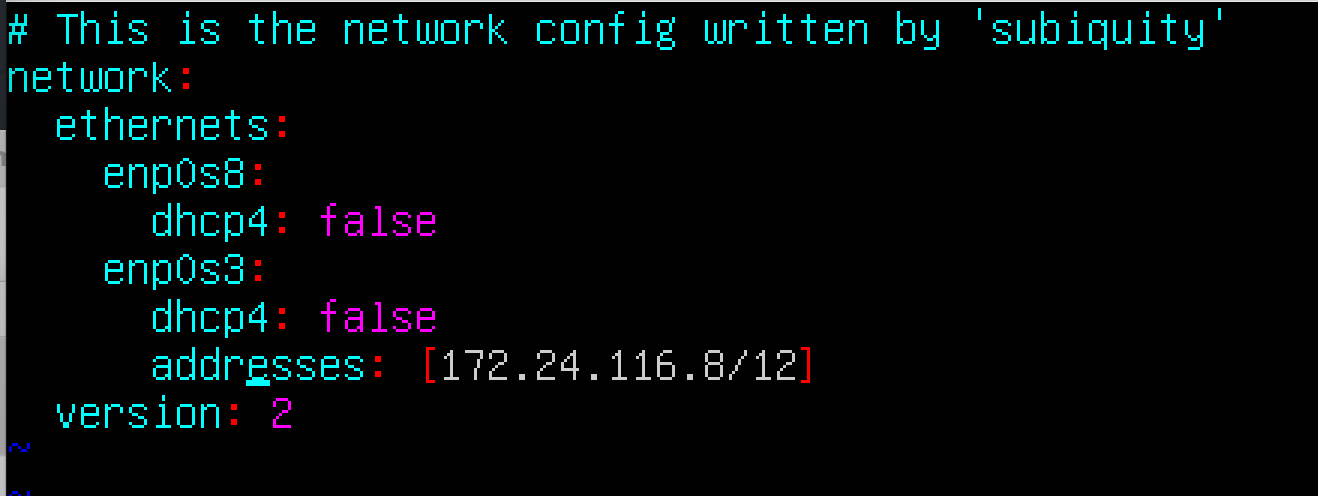 # This is the network config written by 'subiquity'
network:
  ethernets:
    enp0s8:
      dhcp4: false
    enp0s3:
      dhcp4: false
      addresses: [172.24.116.8/12]
  version: 2
~
~